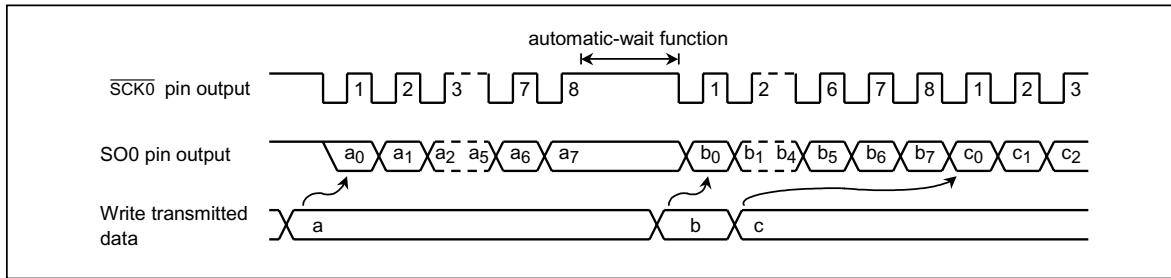 automatic-wait function
SCK0 pin output 1 2 3 7 8 1 2 6 7 8 1 2 3
SO0 pin output a0 a1 a2 a5 a6 a7 b0 b1 b4 b5 b6 b7 c0 c1 c2
Write transmitted
data
a b c